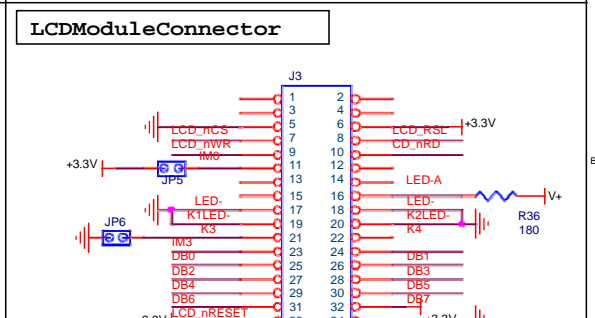 LCDModuleConnector
J3
1 2
3 4
5 6
+3.3V
LCD_nCS LCD_RSL
7 8
LCD_nWR CD_nRD
9 10
IM0
+3.3V
11 12
JP5
13 14
LED-A
15 16
V+
LED- LED-
17 18
R36
K1LED- K2LED-
JP6
19 20
180
K3 K4
21 22
IM3
23 24
DB0 DB1
25 26
DB2 DB3
27 28
DB4 DB5
29 30
DB6 DB7
31 32
LCD_nRESET
B